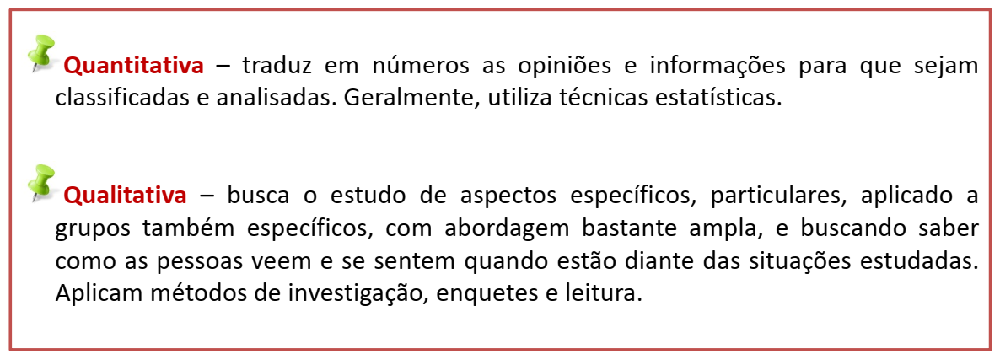 Quantitativa – traduz em números as opiniões e informações para que sejam
classificadas e analisadas. Geralmente, utiliza técnicas estatísticas.
Qualitativa – busca o estudo de aspectos específicos, particulares, aplicado a
grupos também específicos, com abordagem bastante ampla, e buscando saber
como as pessoas veem e se sentem quando estão diante das situações estudadas.
Aplicam métodos de investigação, enquetes e leitura.